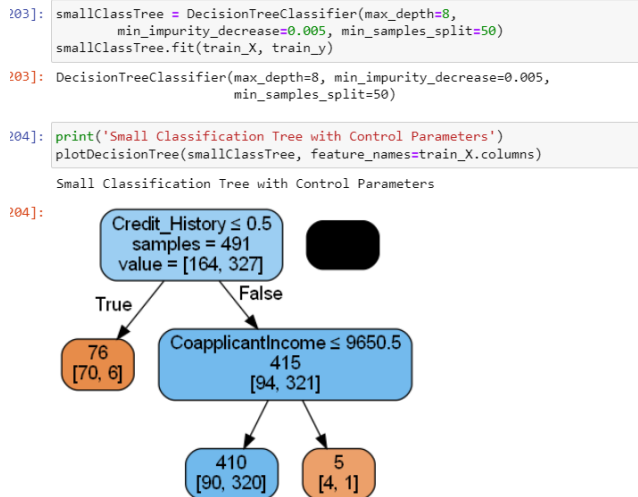 203]: smallClassTree = DecisionTreeClassifier(max_depth=8,
min_impurity_decrease=0.005, min_samples_split=50)
smallClassTree.fit(train_X, train_y)
203]: DecisionTreeClassifier(max_depth=8, min_impurity_decrease=0.005,
min_samples_split=50)
204]: print('Small Classification Tree with Control Parameters')
plotDecisionTree(smallClassTree, feature_names=train_X.columns)
Small Classification Tree with Control Parameters
204]:
Credit_History ≤ 0.5
samples = 491
value = [164, 327]
True
False
76
[70, 6]
CoapplicantIncome ≤ 9650.5
415
[94, 321]
410
[90, 320]
5
[4, 1]